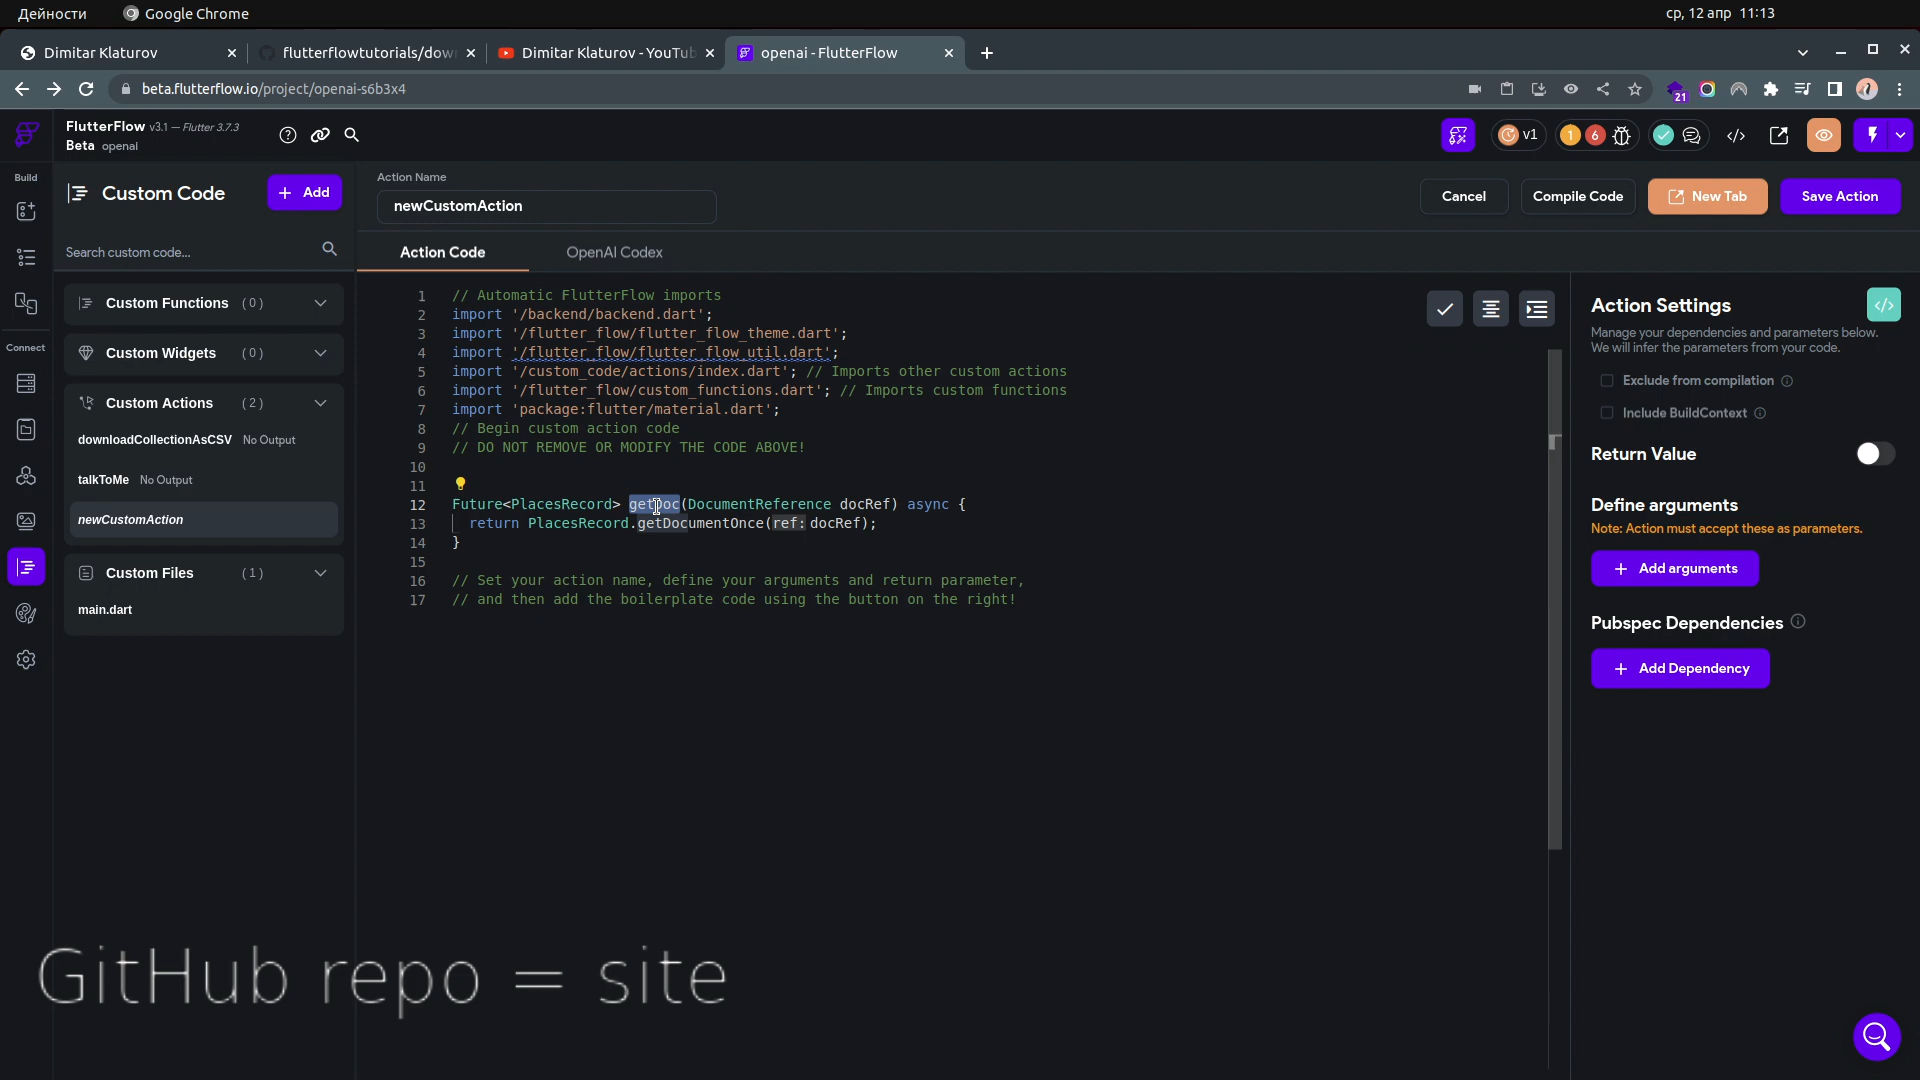 Дейности
Google Chrome
ср, 12 апр 11:13
Dimitar Klaturov
flutterflowtutorials/dow
Dimitar Klaturov - YouTub
openai - FlutterFlow
beta.flutterflow.io/project/openai-s6b3x4
21
FlutterFlow v3.1 — Flutter 3.7.3
Beta openai
v1
1 6
Build
Connect
Custom Code
+ Add
Search custom code...
Custom Functions (0)
Custom Widgets (0)
Custom Actions (2)
downloadCollectionAsCSV No Output
talkToMe No Output
newCustomAction
Custom Files (1)
main.dart
Action Name
newCustomAction
Cancel
Compile Code
New Tab
Save Action
Action Code
OpenAI Codex
1 // Automatic FlutterFlow imports
2 import '/backend/backend.dart';
3 import '/flutter_flow/flutter_flow_theme.dart';
4 import '/flutter_flow/flutter_flow_util.dart';
5 import '/custom_code/actions/index.dart'; // Imports other custom actions
6 import '/flutter_flow/custom_functions.dart'; // Imports custom functions
7 import 'package:flutter/material.dart';
8 // Begin custom action code
9 // DO NOT REMOVE OR MODIFY THE CODE ABOVE!
10
11
12 Future<PlacesRecord> getDoc(DocumentReference docRef) async {
13 return PlacesRecord.getDocumentOnce(ref: docRef);
14 }
15
16 // Set your action name, define your arguments and return parameter,
17 // and then add the boilerplate code using the button on the right!
Action Settings
</>
Manage your dependencies and parameters below.
We will infer the parameters from your code.
Exclude from compilation
Include BuildContext
Return Value
Define arguments
Note: Action must accept these as parameters.
+ Add arguments
Pubspec Dependencies
+ Add Dependency
GitHub repo = site